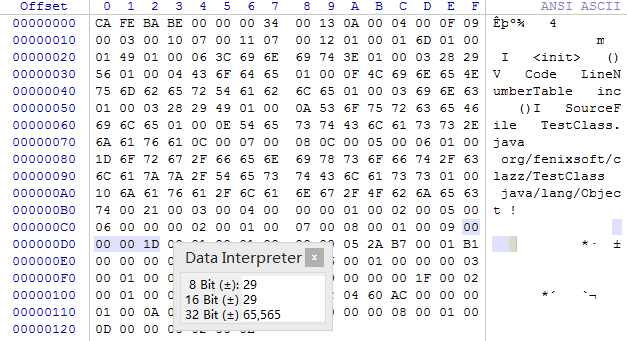 Offset 0 1 2 3 4 5 6 7 8 9 A B C D E F ANSI ASCII
00000000 CA FE BA BE 00 00 00 34 00 13 0A 00 04 00 0F 09 Êþº¾ 4
00000010 00 03 00 10 07 00 11 07 00 12 01 00 01 6D 01 00 m
00000020 01 49 01 00 06 3C 69 6E 69 74 3E 01 00 03 28 29 I <init> ()
00000030 56 01 00 04 43 6F 64 65 01 00 0F 4C 69 6E 65 4E V Code LineN
00000040 75 6D 62 65 72 54 61 62 6C 65 01 00 03 69 6E 63 umberTable inc
00000050 01 00 03 28 29 49 01 00 0A 53 6F 75 72 63 65 46 ()I SourceF
00000060 69 6C 65 01 00 0E 54 65 73 74 43 6C 61 73 73 2E ile TestClass.
00000070 6A 61 76 61 0C 00 07 00 08 0C 00 05 00 06 01 00 java
00000080 1D 6F 72 67 2F 66 65 6E 69 78 73 6F 66 74 2F 63 org/fenixsoft/c
00000090 6C 61 7A 7A 2F 54 65 73 74 43 6C 61 73 73 01 00 lazz/TestClass
000000A0 10 6A 61 76 61 2F 6C 61 6E 67 2F 4F 62 6A 65 63 java/lang/Objec
000000B0 74 00 21 00 03 00 04 00 00 00 01 00 02 00 05 00 t !
000000C0 06 00 00 00 02 00 01 00 07 00 08 00 01 00 09 00
000000D0 00 00 1D 05 2A B7 00 01 B1 *· ±
000000E0 00 00 00 01 00 00 00 03
000000F0 00 01 00 00 00 00 1F 00 02
00000100 00 01 00 04 60 AC 00 00 00 *´ `¬
00000110 01 00 0A 00 00 08 00 01 00
00000120 0D 00 00
Data Interpreter x
8 Bit (±): 29
16 Bit (±): 29
32 Bit (±) 65,565